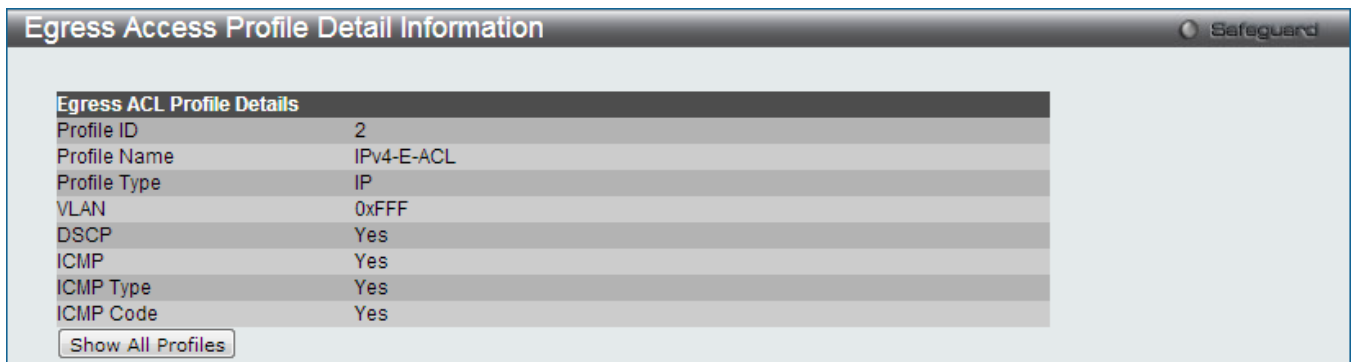 Egress Access Profile Detail Information
Safeguard
Egress ACL Profile Details
Profile ID 2
Profile Name IPv4-E-ACL
Profile Type IP
VLAN 0xFFF
DSCP Yes
ICMP Yes
ICMP Type Yes
ICMP Code Yes
Show All Profiles